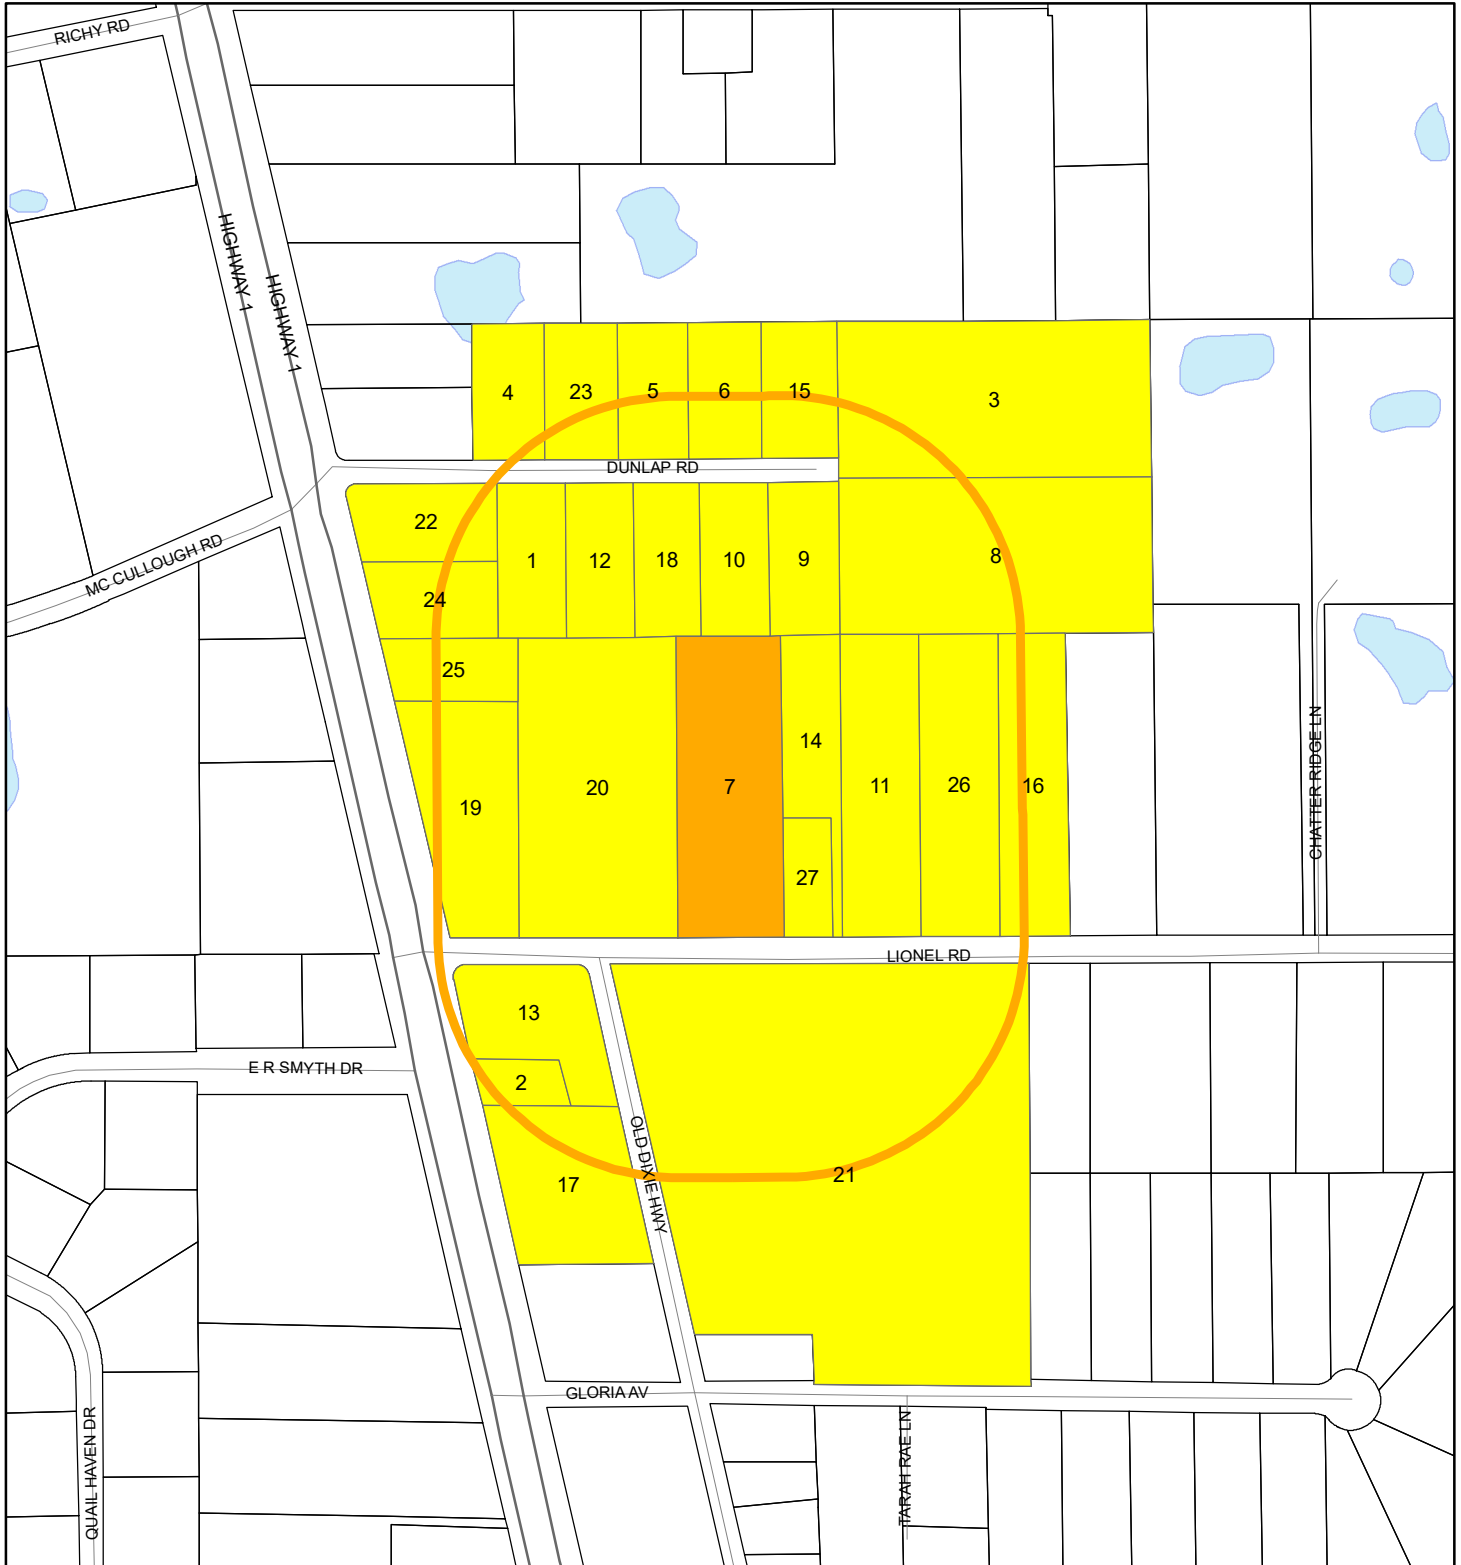 RICHY RD
HIGHWAY 1
HIGHWAY 1
4
23
5
6
15
3
DUNLAP RD
22
1
12
18
10
9
8
MC CULLOUGH RD
24
25
14
20
7
11
26
16
19
27
CHATTER RIDGE LN
LIONEL RD
13
E R SMYTH DR
2
OLD DIXIE HWY
17
21
GLORIA AV
QUAIL HAVEN DR
TARAH RAE LN